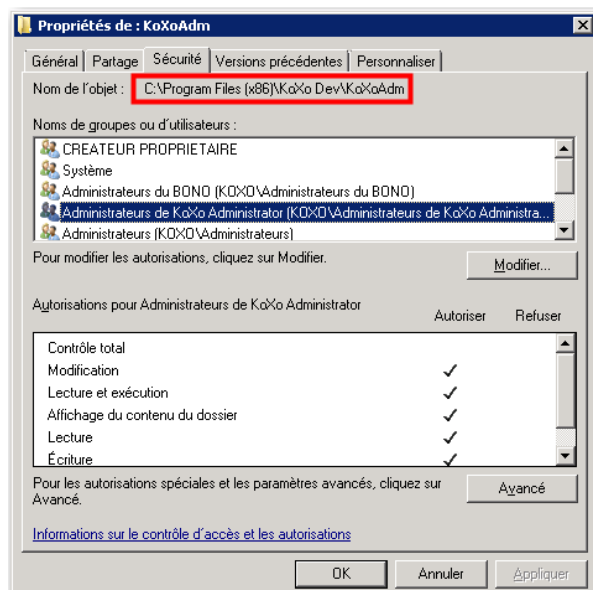 Propriétés de : KoXoAdm
Général Partage Sécurité Versions précédentes Personnaliser
Nom de l'objet : C:\Program Files (x86)\KoXo Dev\KoXoAdm
Noms de groupes ou d'utilisateurs :
CREATEUR PROPRIETAIRE
Système
Administrateurs du BONO (KOXO\Administrateurs du BONO)
Administrateurs de KoXo Administrator (KOXO\Administrateurs de KoXo Administra...
Administrateurs (KOXO\Administrateurs)
Pour modifier les autorisations, cliquez sur Modifier.
Modifier...
Autorisations pour Administrateurs de KoXo Administrator
Autoriser Refuser
Contrôle total
Modification
Lecture et exécution
Affichage du contenu du dossier
Lecture
Écriture
Pour les autorisations spéciales et les paramètres avancés, cliquez sur
Avancé.
Avancé
Informations sur le contrôle d'accès et les autorisations
OK Annuler Appliquer